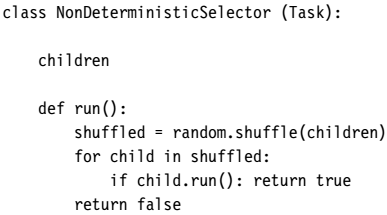 class NonDeterministicSelector (Task):
children
def run():
shuffled = random.shuffle(children)
for child in shuffled:
if child.run(): return true
return false